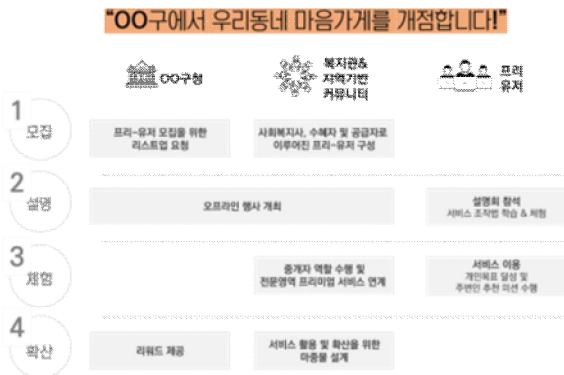 "OO구에서 우리동네 마음가게를 개점합니다!"
OO구청
복지관&
지역기반
커뮤니티
프리
유저
1
모집
프리-유저 모집을 위한
리스트업 요청
사회복지사, 수혜자 및 공급자로
이루어진 프리-유저 구성
2
설명
오프라인 행사 개최
설명회 참석
서비스 조작법 학습 & 체험
3
체험
중개자 역할 수행 및
전문영역 프리미엄 서비스 연계
서비스 이용
개인목표 달성 및
주변인 추천 미션 수행
4
확산
리워드 제공
서비스 활용 및 확산을 위한
마중물 설계